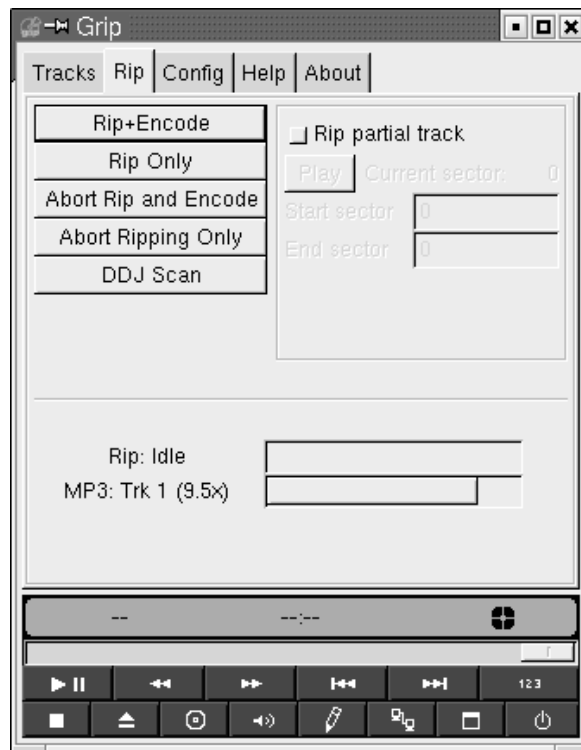 Grip
Tracks Rip Config Help About
Rip+Encode
Rip Only
Abort Rip and Encode
Abort Ripping Only
DDJ Scan
Rip partial track
Play Current sector: 0
Start sector 0
End sector 0
Rip: Idle
MP3: Trk 1 (9.5x)
-- --:--
123